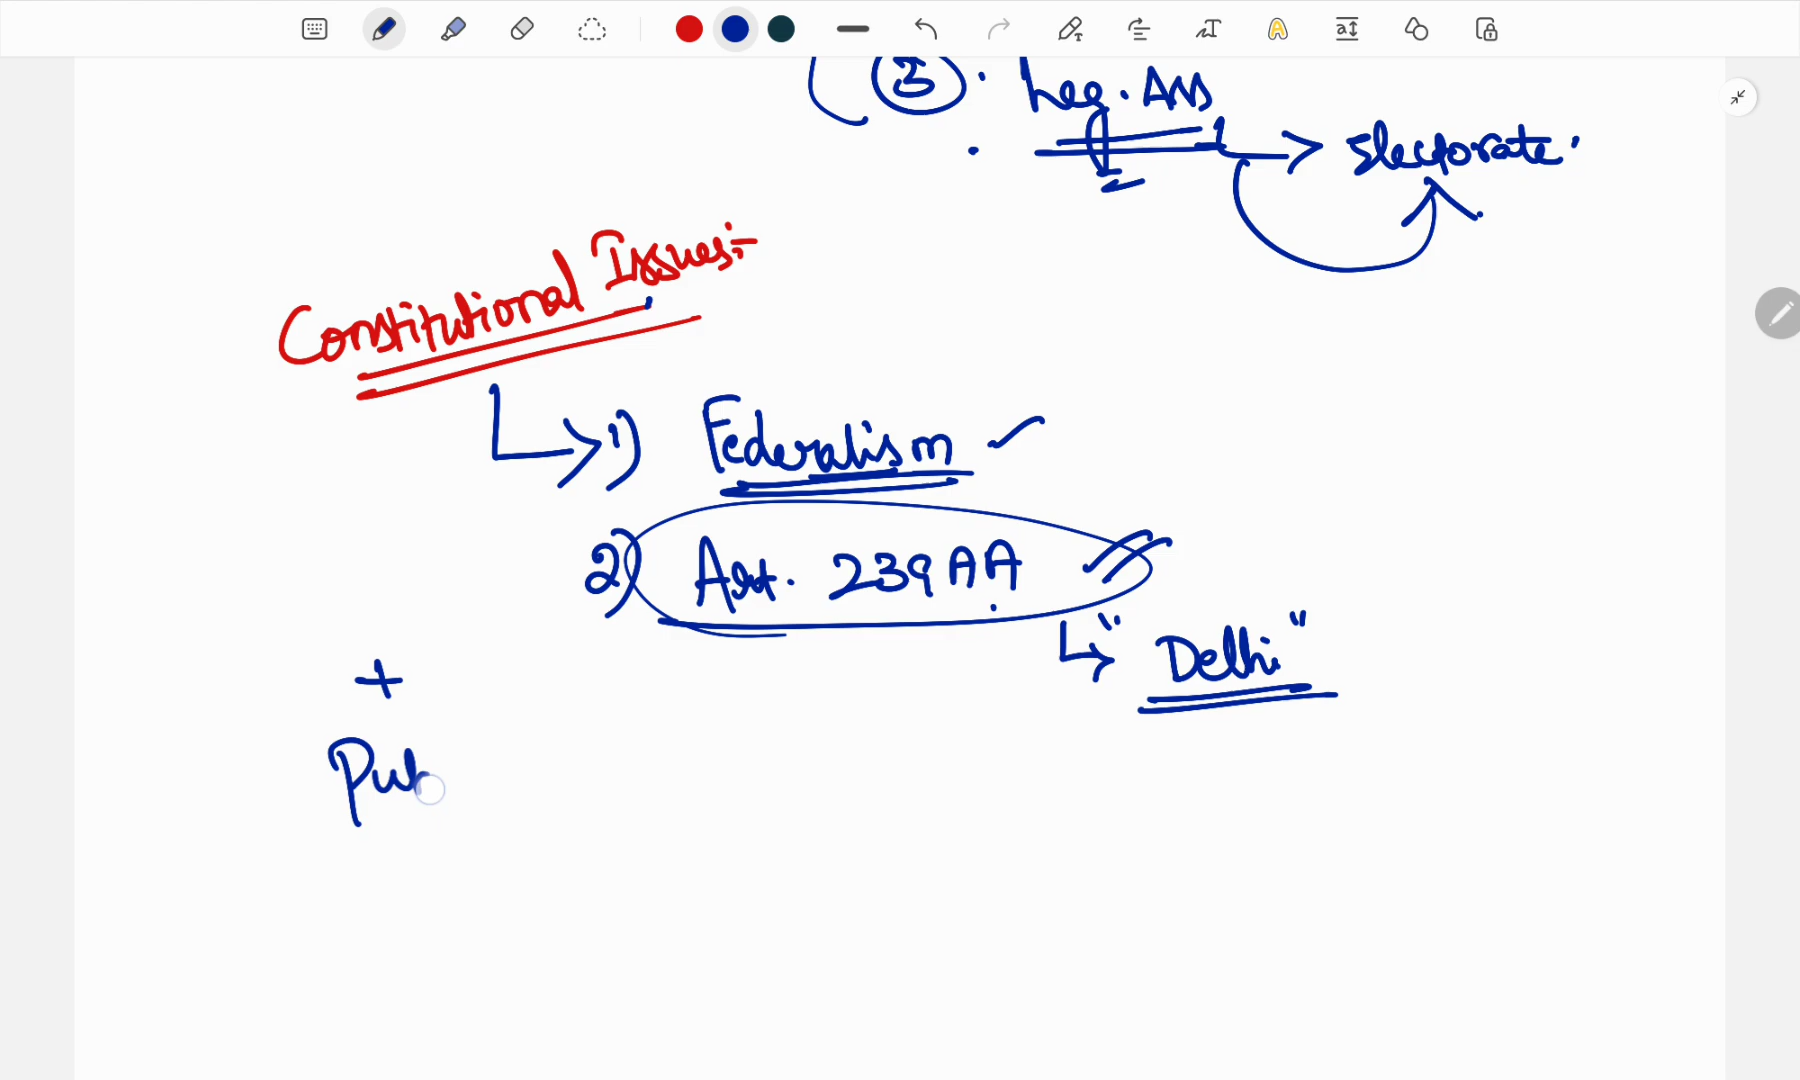 3. Leg. Ass
→ Electorate.
Constitutional Issues:-
→ 1) Federalism ✓
2) Art. 239AA
→ "Delhi"
+
Pub